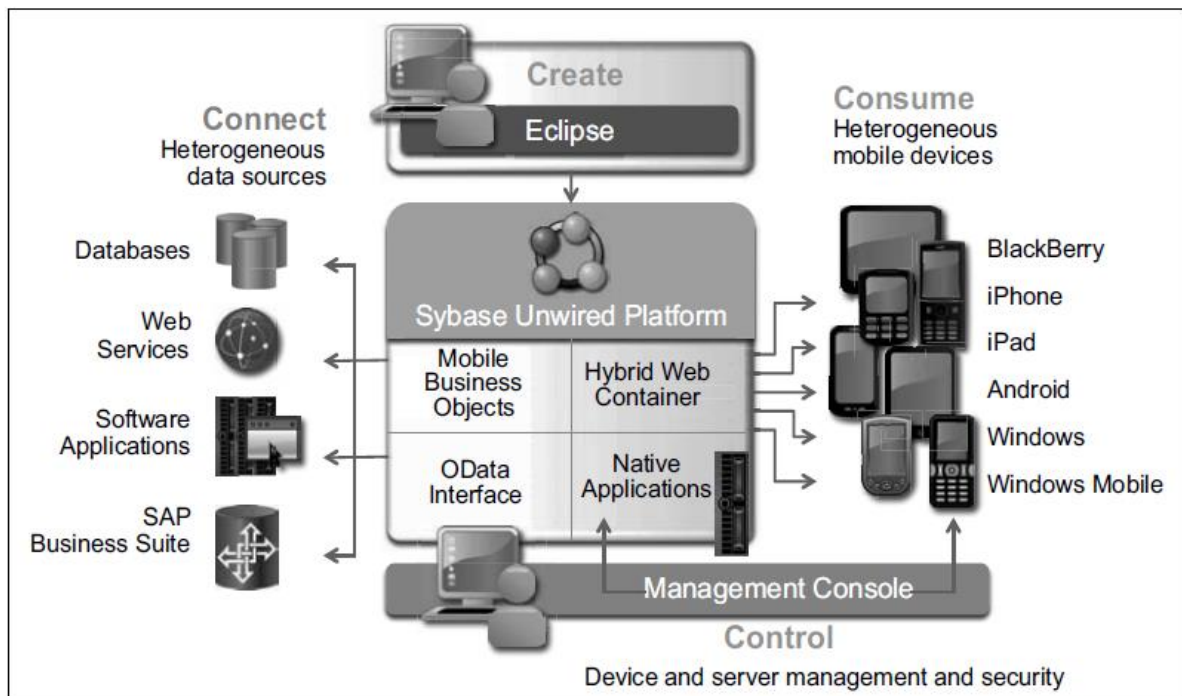 Create
Eclipse
Connect
Heterogeneous
data sources
Databases
Web
Services
Software
Applications
SAP
Business Suite
Sybase Unwired Platform
Mobile
Business
Objects
Hybrid Web
Container
OData
Interface
Native
Applications
Consume
Heterogeneous
mobile devices
BlackBerry
iPhone
iPad
Android
Windows
Windows Mobile
Management Console
Control
Device and server management and security